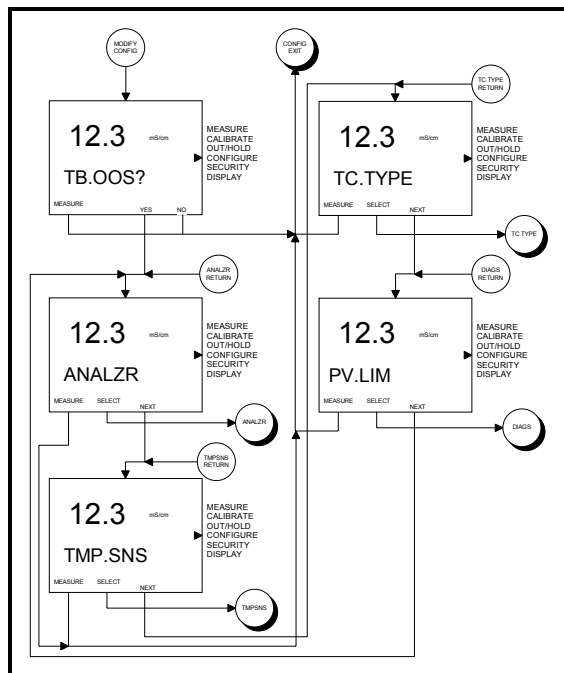 MODIFY
CONFIG
CONFIG
EXIT
12.3 mS/cm
TB.OOS?
MEASURE
YES
NO
MEASURE
CALIBRATE
OUT/HOLD
CONFIGURE
SECURITY
DISPLAY
ANALZR
RETURN
12.3 mS/cm
ANALZR
MEASURE
SELECT
NEXT
MEASURE
CALIBRATE
OUT/HOLD
CONFIGURE
SECURITY
DISPLAY
ANALZR
TMPSNS
RETURN
12.3 mS/cm
TMP.SNS
MEASURE
SELECT
NEXT
MEASURE
CALIBRATE
OUT/HOLD
CONFIGURE
SECURITY
DISPLAY
TMPSNS
TC.TYPE
RETURN
12.3 mS/cm
TC.TYPE
MEASURE
SELECT
NEXT
MEASURE
CALIBRATE
OUT/HOLD
CONFIGURE
SECURITY
DISPLAY
TC.TYPE
DIAGS
RETURN
12.3 mS/cm
PV.LIM
MEASURE
SELECT
NEXT
MEASURE
CALIBRATE
OUT/HOLD
CONFIGURE
SECURITY
DISPLAY
DIAGS